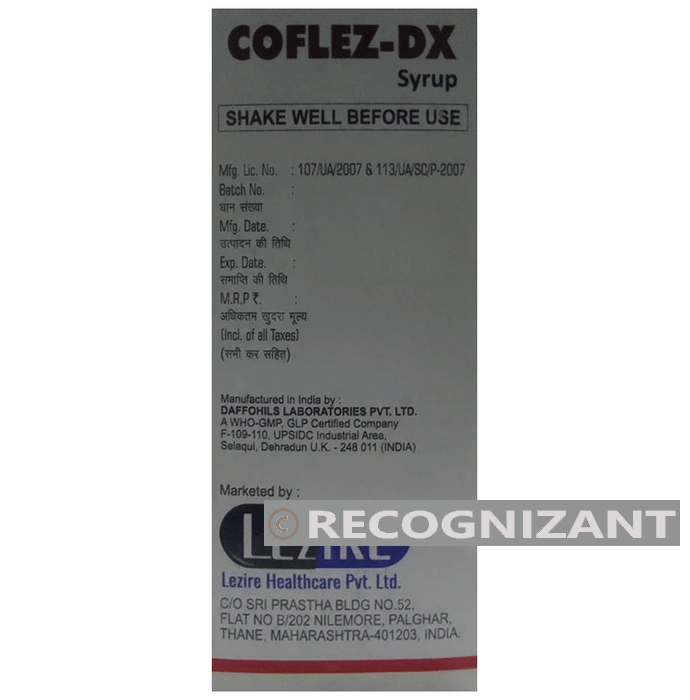 COFLEZ-DX
Syrup
SHAKE WELL BEFORE USE
Mfg. Lic. No. : 107/UA/2007 & 113/UA/SC/P-2007
Batch No. :
घान संख्या
Mfg. Date. :
उत्पादन की तिथि
Exp. Date. :
समाप्ति की तिथि
M.R.P ₹. :
अधिकतम खुदरा मूल्य
(Incl. of all Taxes)
(सभी कर सहित)
Manufactured in India by :
DAFFOHILS LABORATORIES PVT. LTD.
A WHO-GMP, GLP Certified Company
F-109-110, UPSIDC Industrial Area,
Selaqui, Dehradun U.K. - 248 011 (INDIA)
Marketed by :
© RECOGNIZANT
LEZIRE
Lezire Healthcare Pvt. Ltd.
C/O SRI PRASTHA BLDG NO.52,
FLAT NO B/202 NILEMORE, PALGHAR,
THANE, MAHARASHTRA-401203, INDIA.